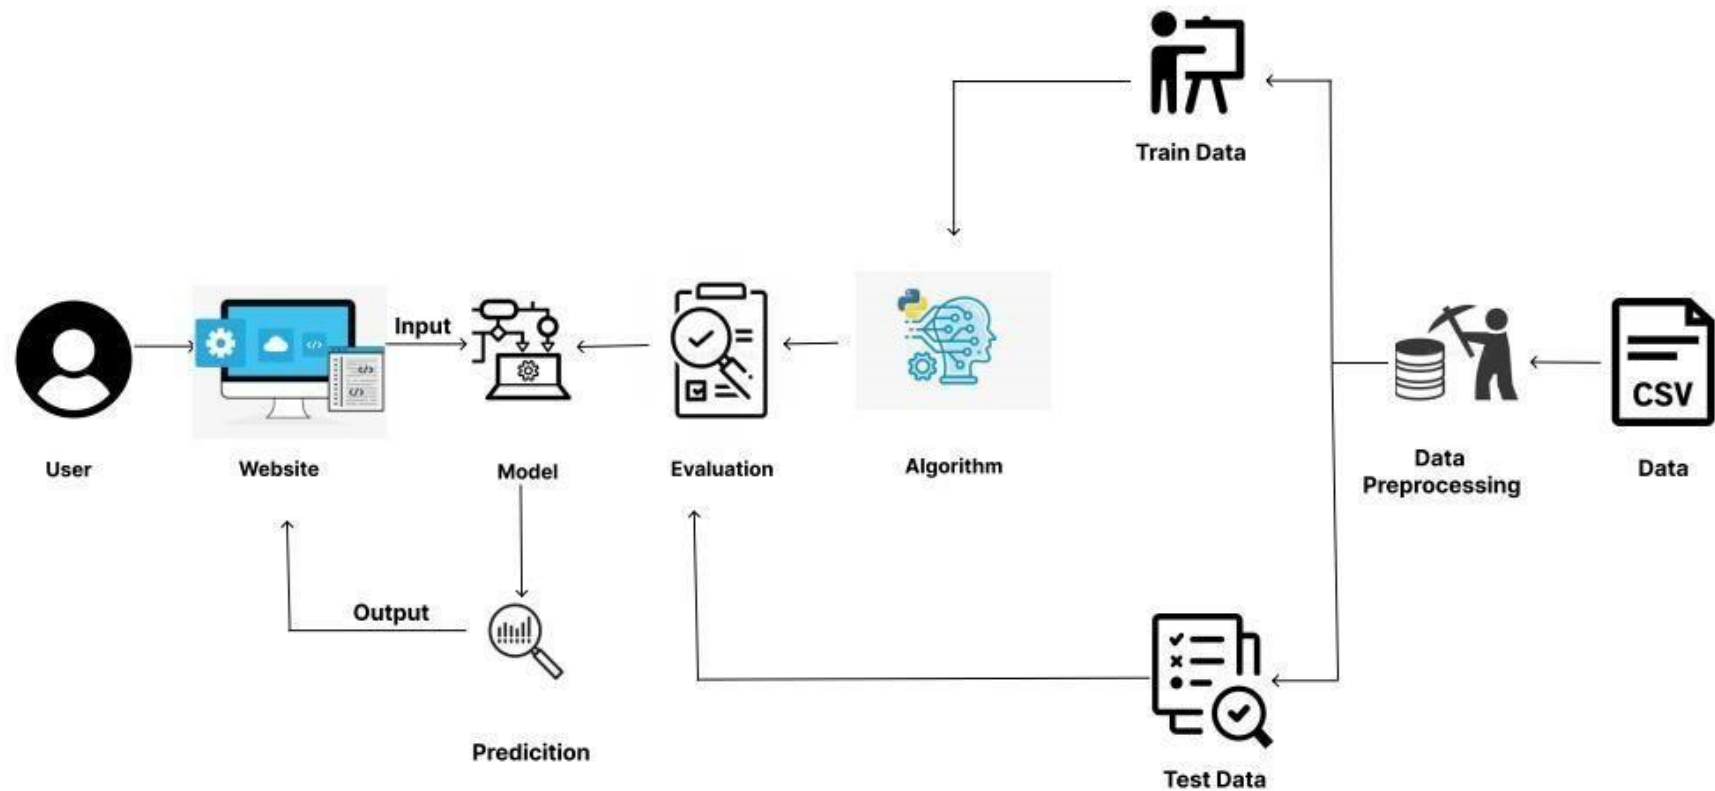 Train Data
Input
CSV
User
Website
Model
Evaluation
Algorithm
Data
Preprocessing
Data
Output
Predicition
Test Data